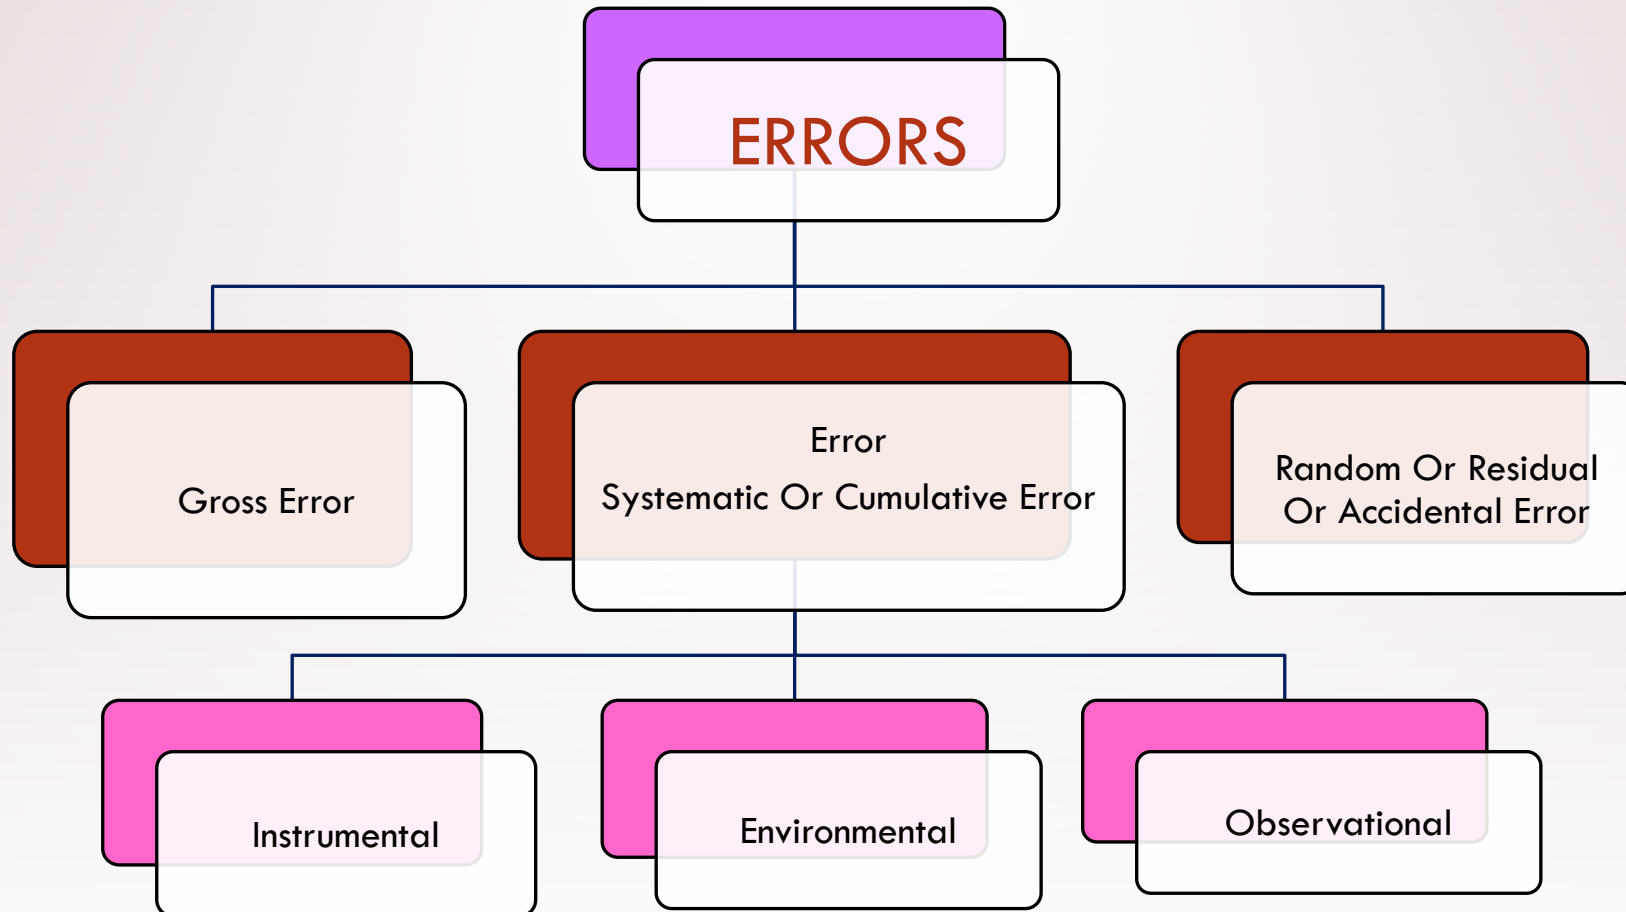 ERRORS
Gross Error
Error
Systematic Or Cumulative Error
Random Or Residual
Or Accidental Error
Instrumental
Environmental
Observational